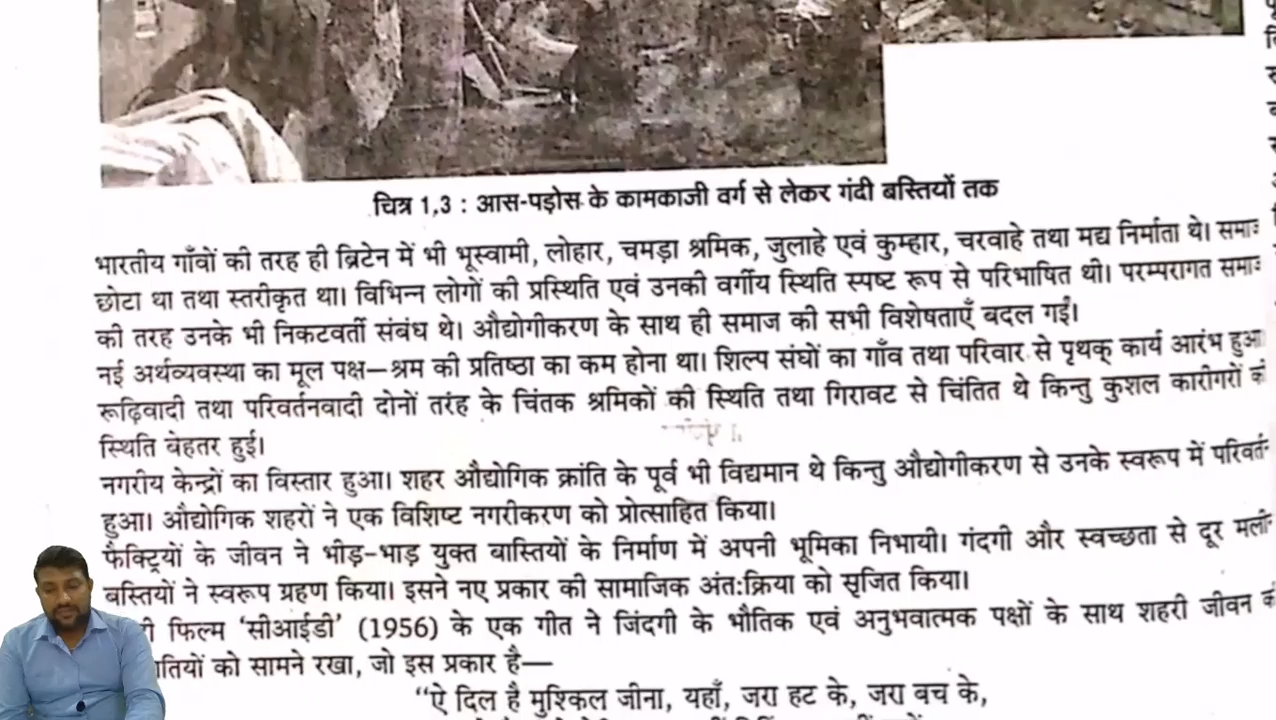 चित्र 1,3 : आस-पड़ोस के कामकाजी वर्ग से लेकर गंदी बस्तियों तक
भारतीय गाँवों की तरह ही ब्रिटेन में भी भूस्वामी, लोहार, चमड़ा श्रमिक, जुलाहे एवं कुम्हार, चरवाहे तथा मद्य निर्माता थे।
छोटा था तथा स्तरीकृत था। विभिन्न लोगों की प्रस्थिति एवं उनकी वर्गीय स्थिति स्पष्ट रूप से परिभाषित थी। परम्परागत
की तरह उनके भी निकटवर्ती संबंध थे। औद्योगीकरण के साथ ही समाज की सभी विशेषताएँ बदल गईं।
नई अर्थव्यवस्था का मूल पक्ष—श्रम की प्रतिष्ठा का कम होना था। शिल्प संघों का गाँव तथा परिवार से पृथक् कार्य आरंभ हुआ
रूढ़िवादी तथा परिवर्तनवादी दोनों तरंह के चिंतक श्रमिकों की स्थिति तथा गिरावट से चिंतित थे किन्तु कुशल कारीगरों
स्थिति बेहतर हुई।
नगरीय केन्द्रों का विस्तार हुआ। शहर औद्योगिक क्रांति के पूर्व भी विद्यमान थे किन्तु औद्योगीकरण से उनके स्वरूप में
हुआ। औद्योगिक शहरों ने एक विशिष्ट नगरीकरण को प्रोत्साहित किया।
फैक्ट्रियों के जीवन ने भीड़-भाड़ युक्त बास्तियों के निर्माण में अपनी भूमिका निभायी। गंदगी और स्वच्छता से दूर
बस्तियों ने स्वरूप ग्रहण किया। इसने नए प्रकार की सामाजिक अंत:क्रिया को सृजित किया।
फिल्म ‘सीआईडी’ (1956) के एक गीत ने जिंदगी के भौतिक एवं अनुभवात्मक पक्षों के साथ शहरी जीवन
को सामने रखा, जो इस प्रकार है—
“ऐ दिल है मुश्किल जीना, यहाँ, जरा हट के, जरा बच के,